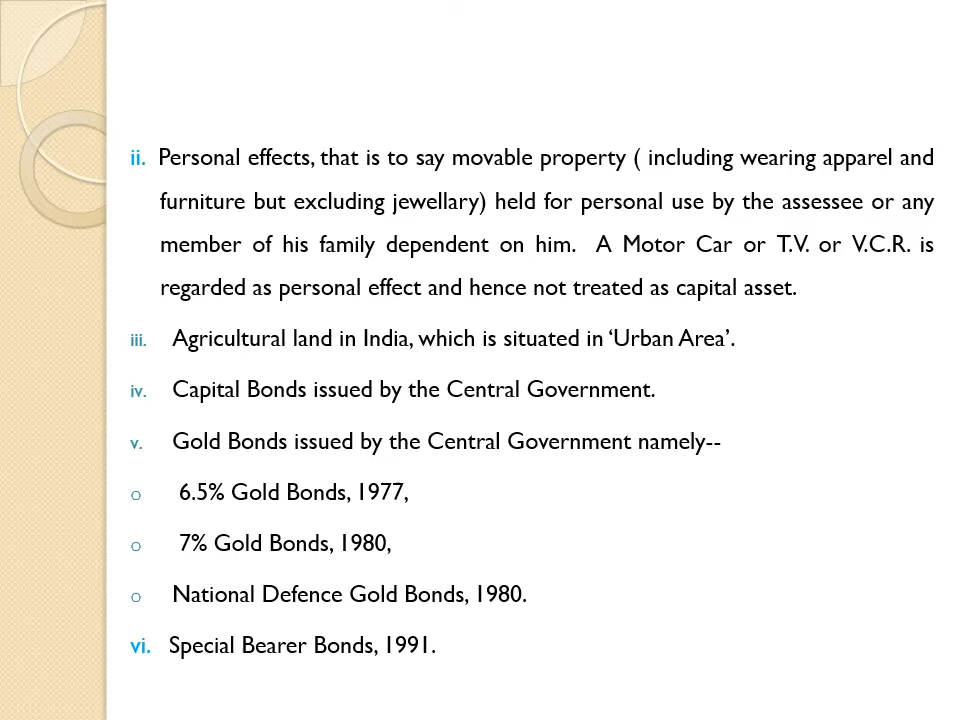 ii. Personal effects, that is to say movable property ( including wearing apparel and
furniture but excluding jewellary) held for personal use by the assessee or any
member of his family dependent on him. A Motor Car or T.V. or V.C.R. is
regarded as personal effect and hence not treated as capital asset.
iii. Agricultural land in India, which is situated in ‘Urban Area’.
iv. Capital Bonds issued by the Central Government.
v. Gold Bonds issued by the Central Government namely--
o 6.5% Gold Bonds, 1977,
o 7% Gold Bonds, 1980,
o National Defence Gold Bonds, 1980.
vi. Special Bearer Bonds, 1991.